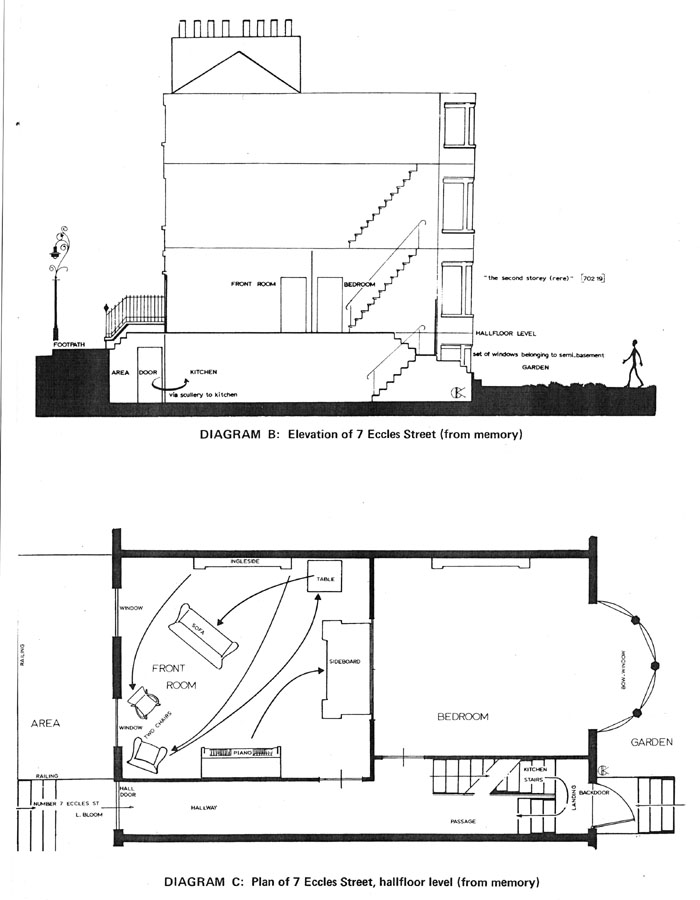 FRONT ROOM
BEDROOM
"the second storey (rere)" [702 19]
HALLFLOOR LEVEL
FOOTPATH
set of windows belonging to semi-basement
GARDEN
AREA
DOOR
KITCHEN
via scullery to kitchen
DIAGRAM B: Elevation of 7 Eccles Street (from memory)
INGLESIDE
TABLE
WINDOW
SOFA
RAILING
FRONT
ROOM
SIDEBOARD
BOW-WINDOW
TWO CHAIRS
WINDOW
BEDROOM
AREA
GARDEN
PIANO
RAILING
KITCHEN
STAIRS
HALL
DOOR
LANDING
BACKDOOR
NUMBER 7 ECCLES ST
L. BLOOM
HALLWAY
PASSAGE
DIAGRAM C: Plan of 7 Eccles Street, hallfloor level (from memory)